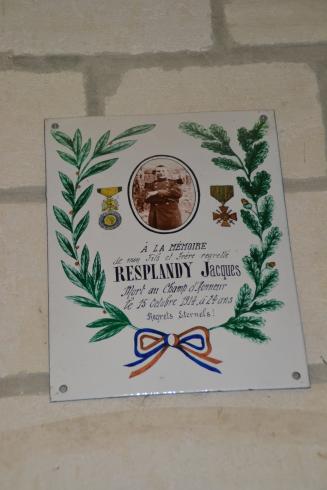 À LA MÉMOIRE
de mon Fils et Frère regretté
RESPLANDY Jacques
Mort au Champ d'Honneur
le 15 Octobre 1914, à 24 ans
Regrets Eternels!